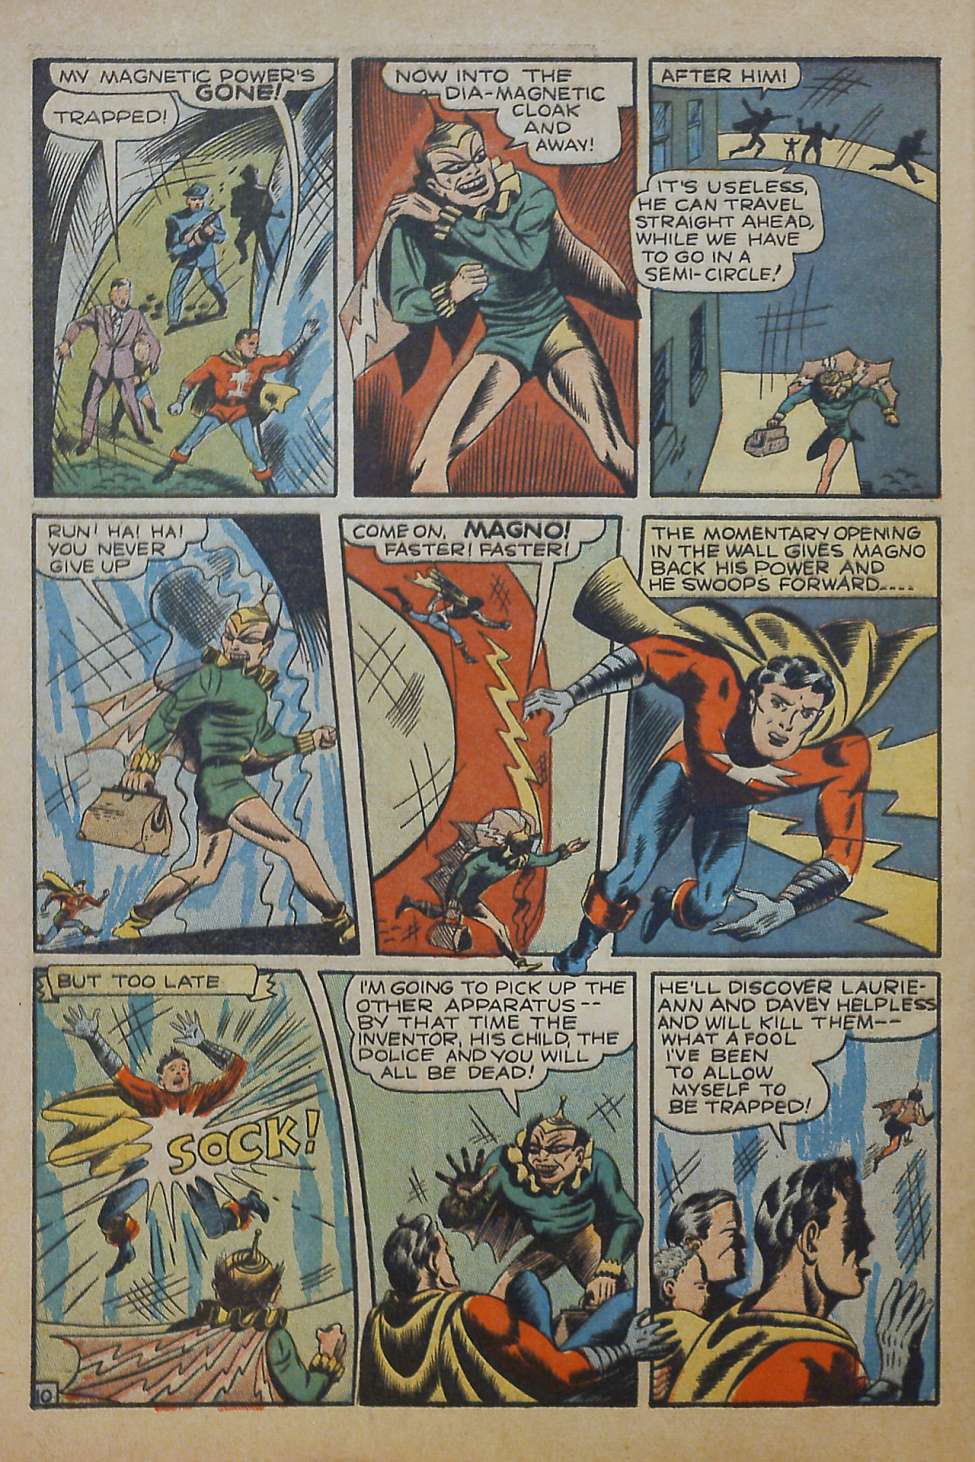 MY MAGNETIC POWER'S
GONE!
TRAPPED!
NOW INTO THE
DIA-MAGNETIC
CLOAK
AND
AWAY!
AFTER HIM!
IT'S USELESS,
HE CAN TRAVEL
STRAIGHT AHEAD,
WHILE WE HAVE
TO GO IN A
SEMI-CIRCLE!
RUN! HA! HA!
YOU NEVER
GIVE UP
COME ON, MAGNO!
FASTER! FASTER!
THE MOMENTARY OPENING
IN THE WALL GIVES MAGNO
BACK HIS POWER AND
HE SWOOPS FORWARD----
BUT TOO LATE
SOCK!
I'M GOING TO PICK UP THE
OTHER APPARATUS--
BY THAT TIME THE
INVENTOR, HIS CHILD, THE
POLICE AND YOU WILL
ALL BE DEAD!
HE'LL DISCOVER LAURIE-
ANN AND DAVEY HELPLESS
AND WILL KILL THEM--
WHAT A FOOL
I'VE BEEN
TO ALLOW
MYSELF TO
BE TRAPPED!
10